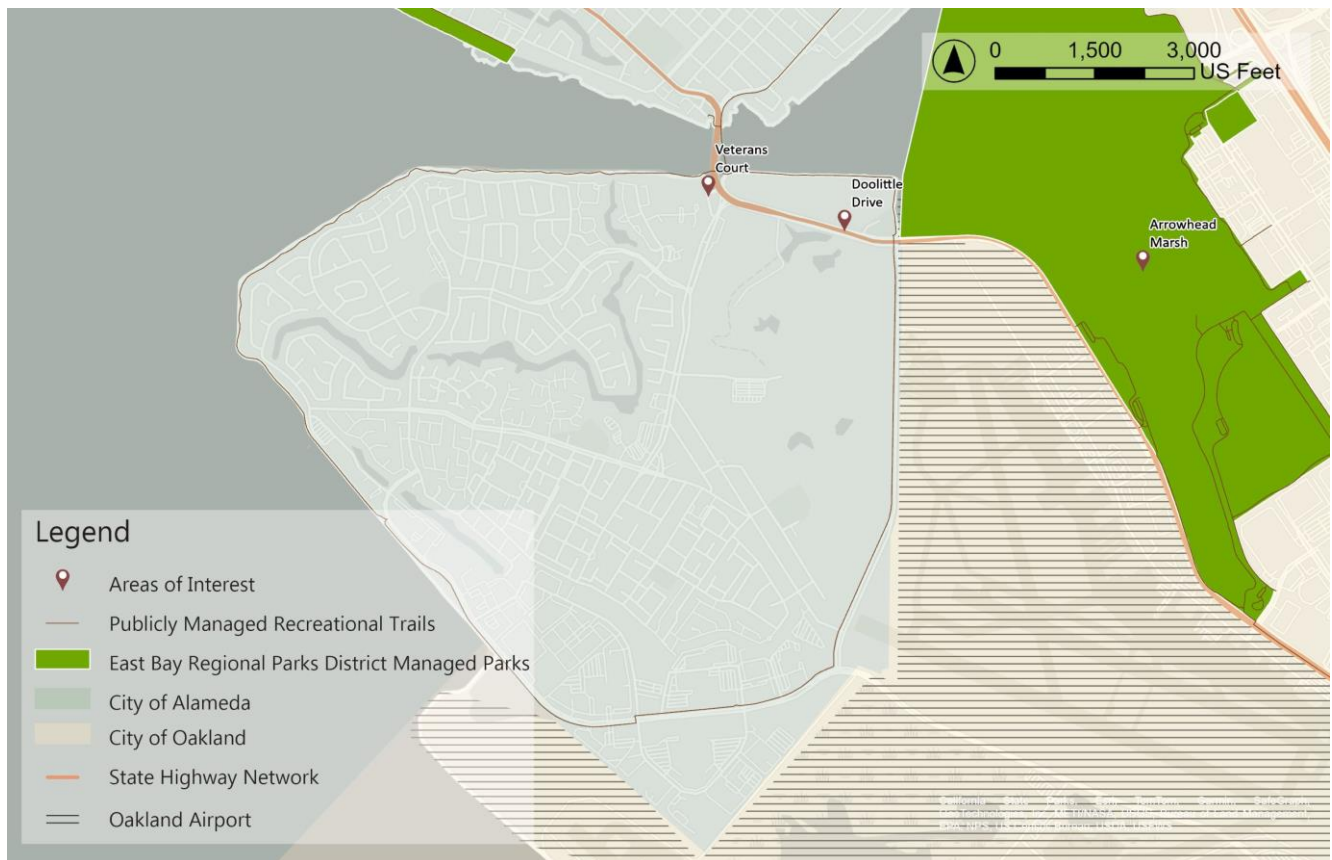 0 1,500 3,000
US Feet
Veterans
Court
Doolittle
Drive
Arrowhead
Marsh
Legend
Areas of Interest
Publicly Managed Recreational Trails
East Bay Regional Parks District Managed Parks
City of Alameda
City of Oakland
State Highway Network
Oakland Airport